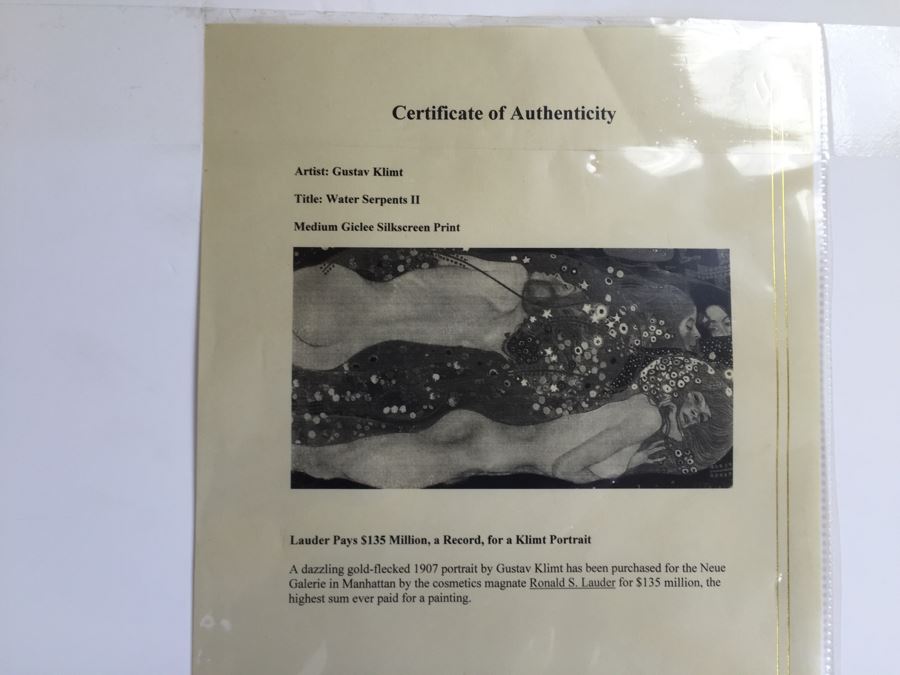 Certificate of Authenticity
Artist: Gustav Klimt
Title: Water Serpents II
Medium Giclee Silkscreen Print
Lauder Pays $135 Million, a Record, for a Klimt Portrait
A dazzling gold-flecked 1907 portrait by Gustav Klimt has been purchased for the Neue
Galerie in Manhattan by the cosmetics magnate Ronald S. Lauder for $135 million, the
highest sum ever paid for a painting.